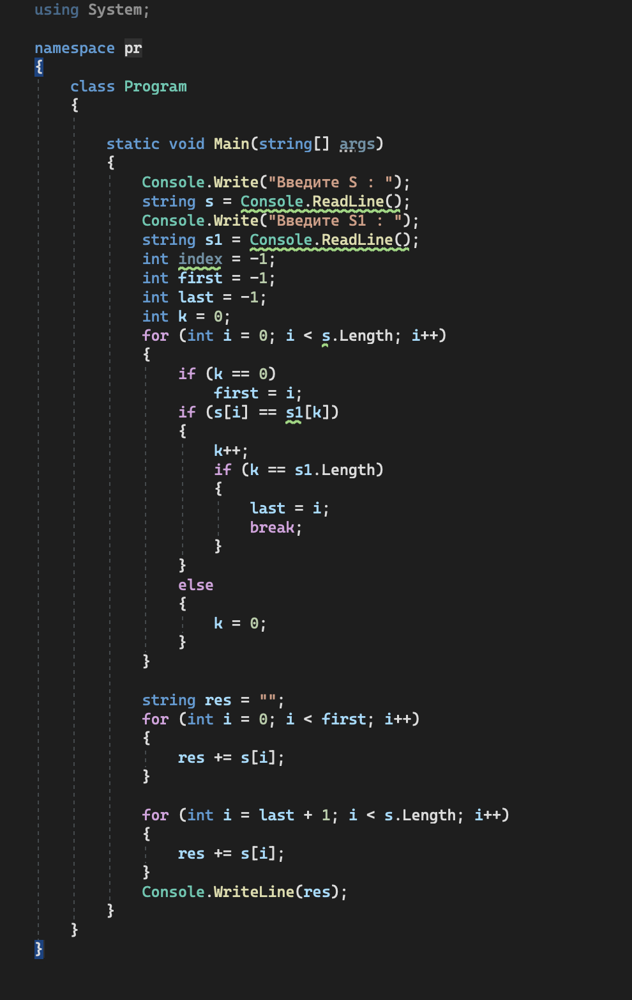 using System;
namespace pr
{
class Program
{
static void Main(string[] args)
{
Console.Write("Введите S : ");
string s = Console.ReadLine();
Console.Write("Введите S1 : ");
string s1 = Console.ReadLine();
int index = -1;
int first = -1;
int last = -1;
int k = 0;
for (int i = 0; i < s.Length; i++)
{
if (k == 0)
first = i;
if (s[i] == s1[k])
{
k++;
if (k == s1.Length)
{
last = i;
break;
}
}
else
{
k = 0;
}
}
string res = "";
for (int i = 0; i < first; i++)
{
res += s[i];
}
for (int i = last + 1; i < s.Length; i++)
{
res += s[i];
}
Console.WriteLine(res);
}
}
}